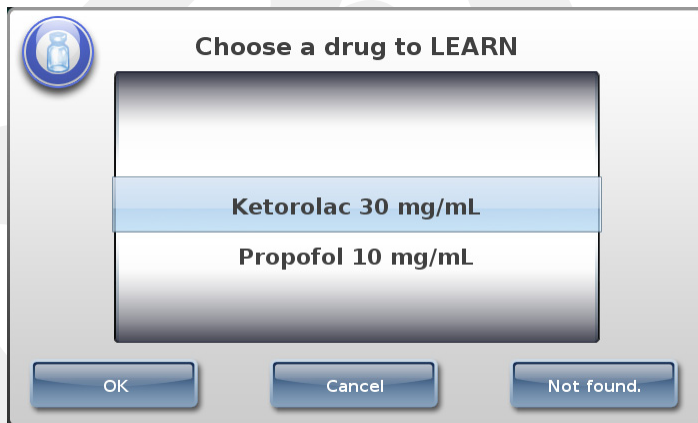 Choose a drug to LEARN
Ketorolac 30 mg/mL
Propofol 10 mg/mL
OK
Cancel
Not found.